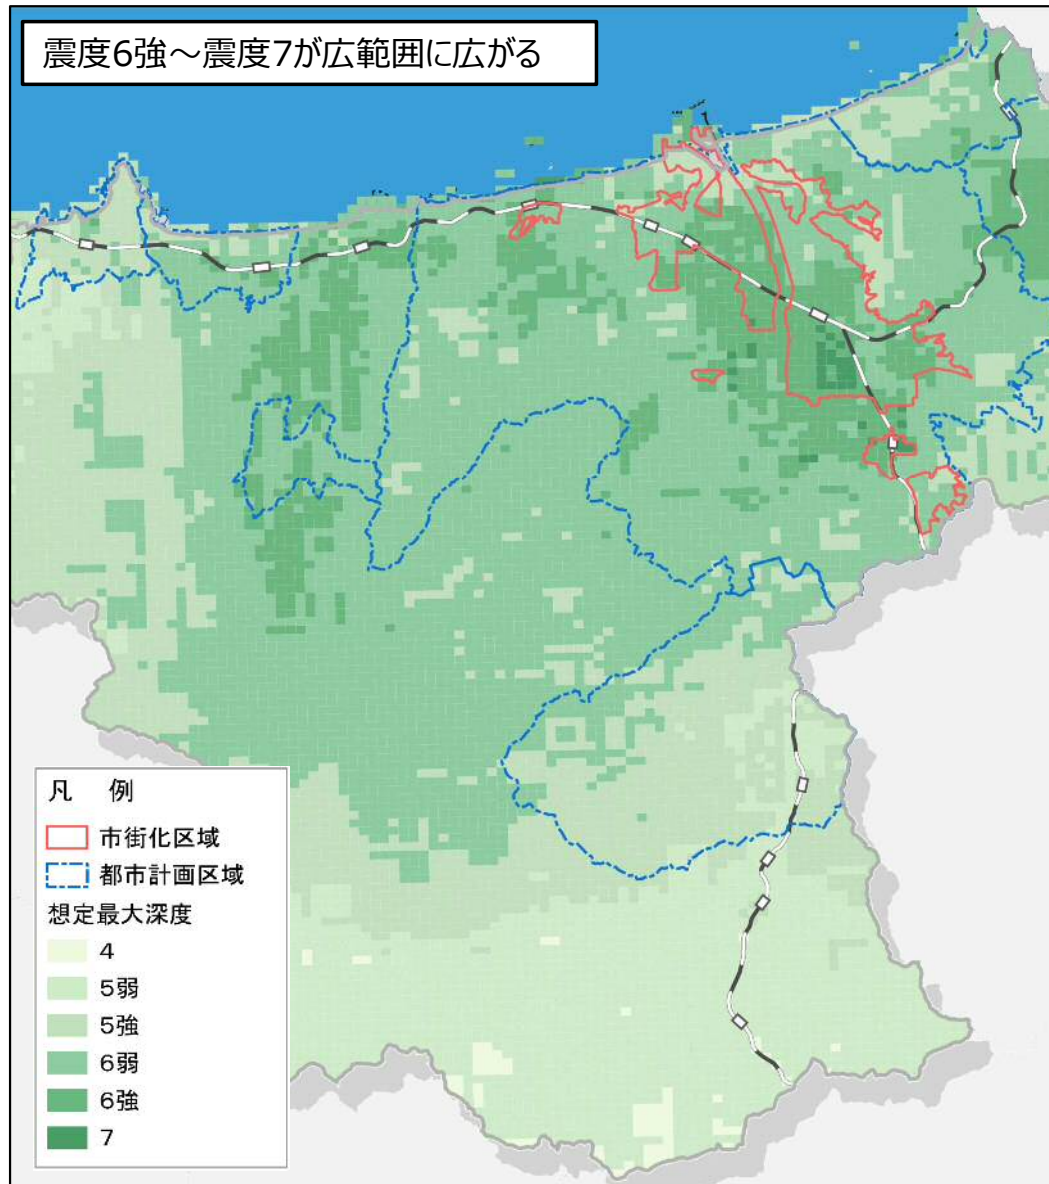 震度6強～震度7が広範囲に広がる
凡 例
市街化区域
都市計画区域
想定最大深度
4
5弱
5強
6弱
6強
7